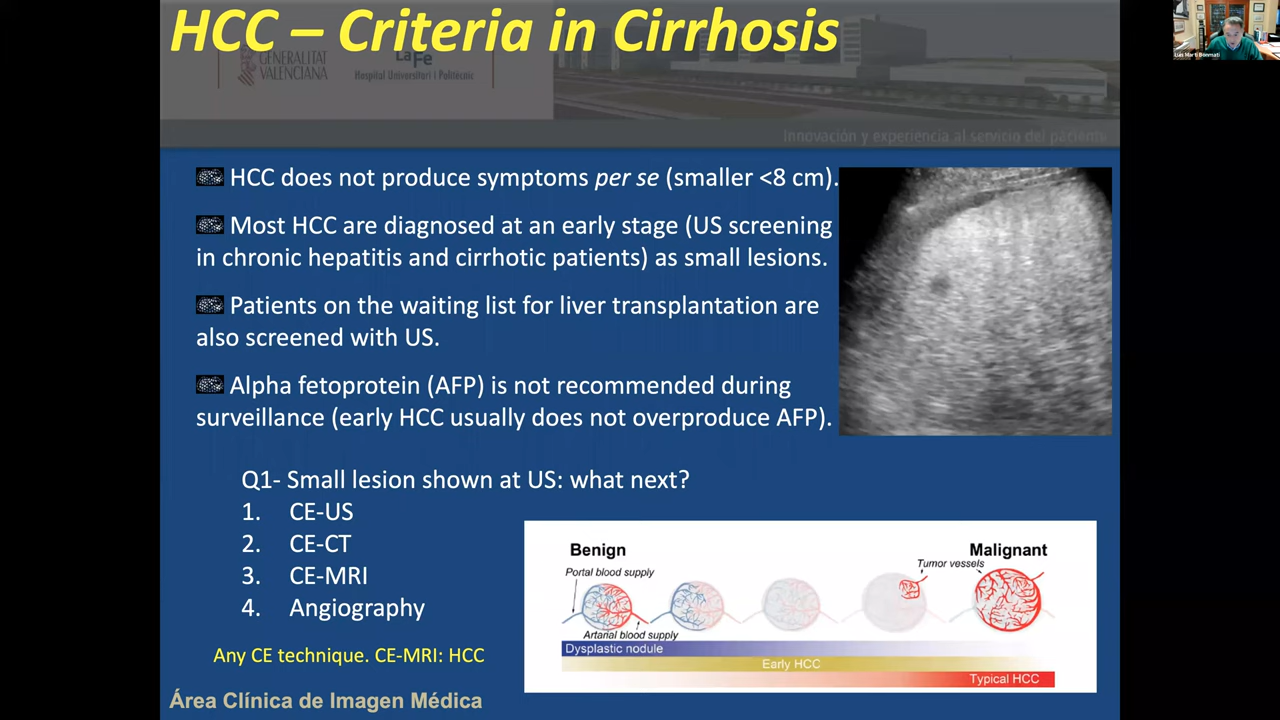 HCC – Criteria in Cirrhosis
GENERALITAT
VALENCIANA
La
Fe
Hospital Universitari i Politècnic
Luis Martí Bonmatí
Innovación y experiencia al servicio del paciente
HCC does not produce symptoms per se (smaller <8 cm).
Most HCC are diagnosed at an early stage (US screening
in chronic hepatitis and cirrhotic patients) as small lesions.
Patients on the waiting list for liver transplantation are
also screened with US.
Alpha fetoprotein (AFP) is not recommended during
surveillance (early HCC usually does not overproduce AFP).
Q1- Small lesion shown at US: what next?
1. CE-US
2. CE-CT
3. CE-MRI
4. Angiography
Any CE technique. CE-MRI: HCC
Benign
Malignant
Portal blood supply
Tumor vessels
Artarial blood supply
Dysplastic nodule
Early HCC
Typical HCC
Área Clínica de Imagen Médica